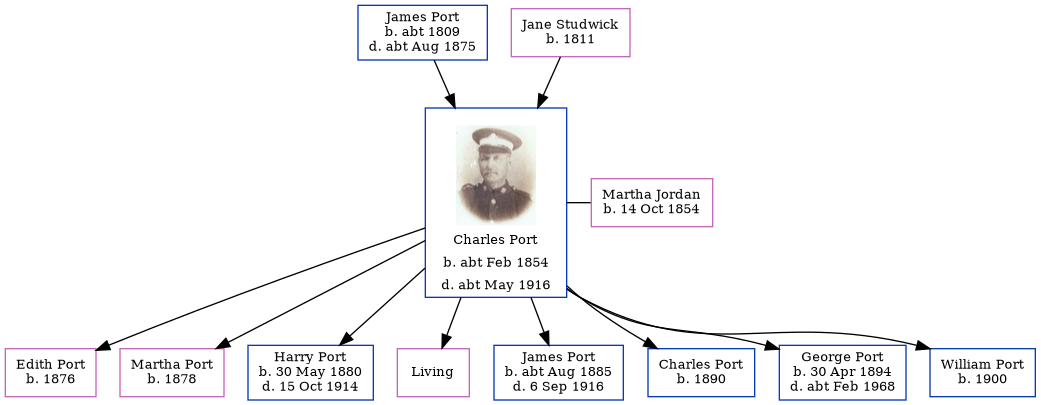 James Port
b. abt 1809
d. abt Aug 1875
Jane Studwick
b. 1811
Charles Port
b. abt Feb 1854
d. abt May 1916
Martha Jordan
b. 14 Oct 1854
Edith Port
b. 1876
Martha Port
b. 1878
Harry Port
b. 30 May 1880
d. 15 Oct 1914
Living
James Port
b. abt Aug 1885
d. 6 Sep 1916
Charles Port
b. 1890
George Port
b. 30 Apr 1894
d. abt Feb 1968
William Port
b. 1900